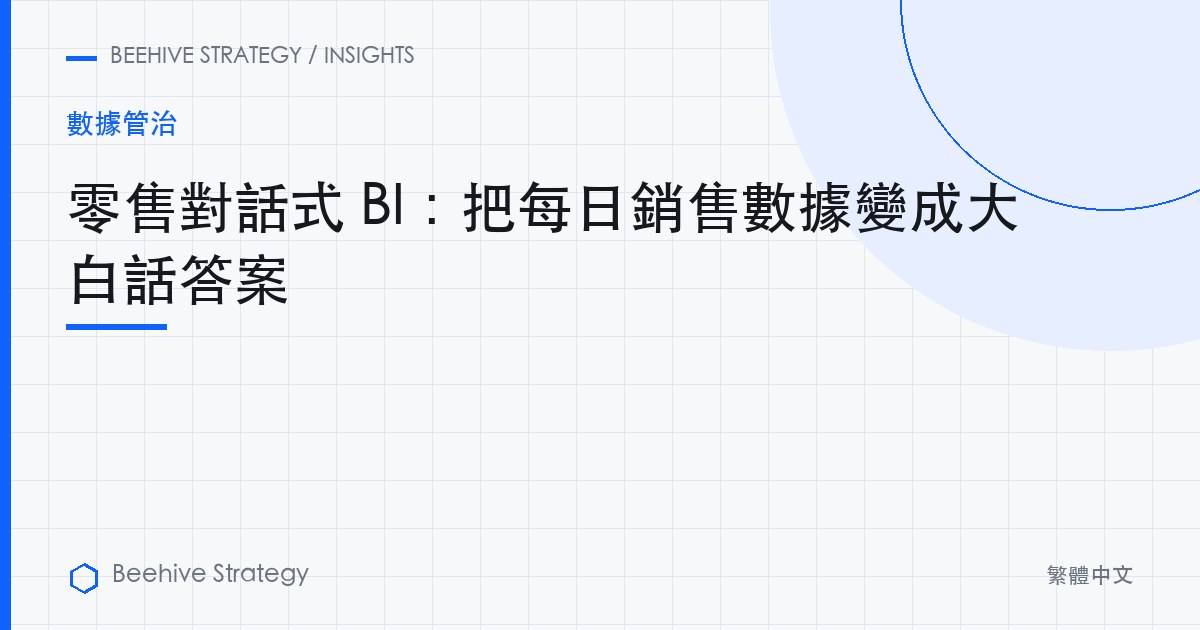 BEEHIVE STRATEGY / INSIGHTS
數據管治
零售對話式 BI：把每日銷售數據變成大
白話答案
Beehive Strategy
繁體中文